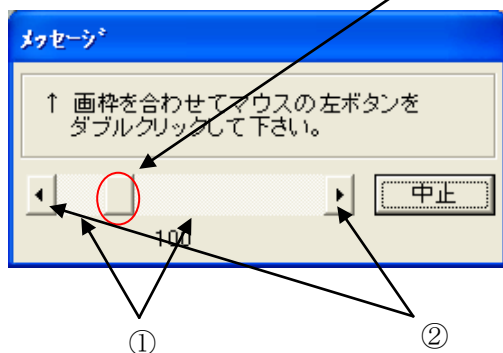 メッセージ
↑ 画枠を合わせてマウスの左ボタンを
ダブルクリックして下さい。
中止
100
①
②